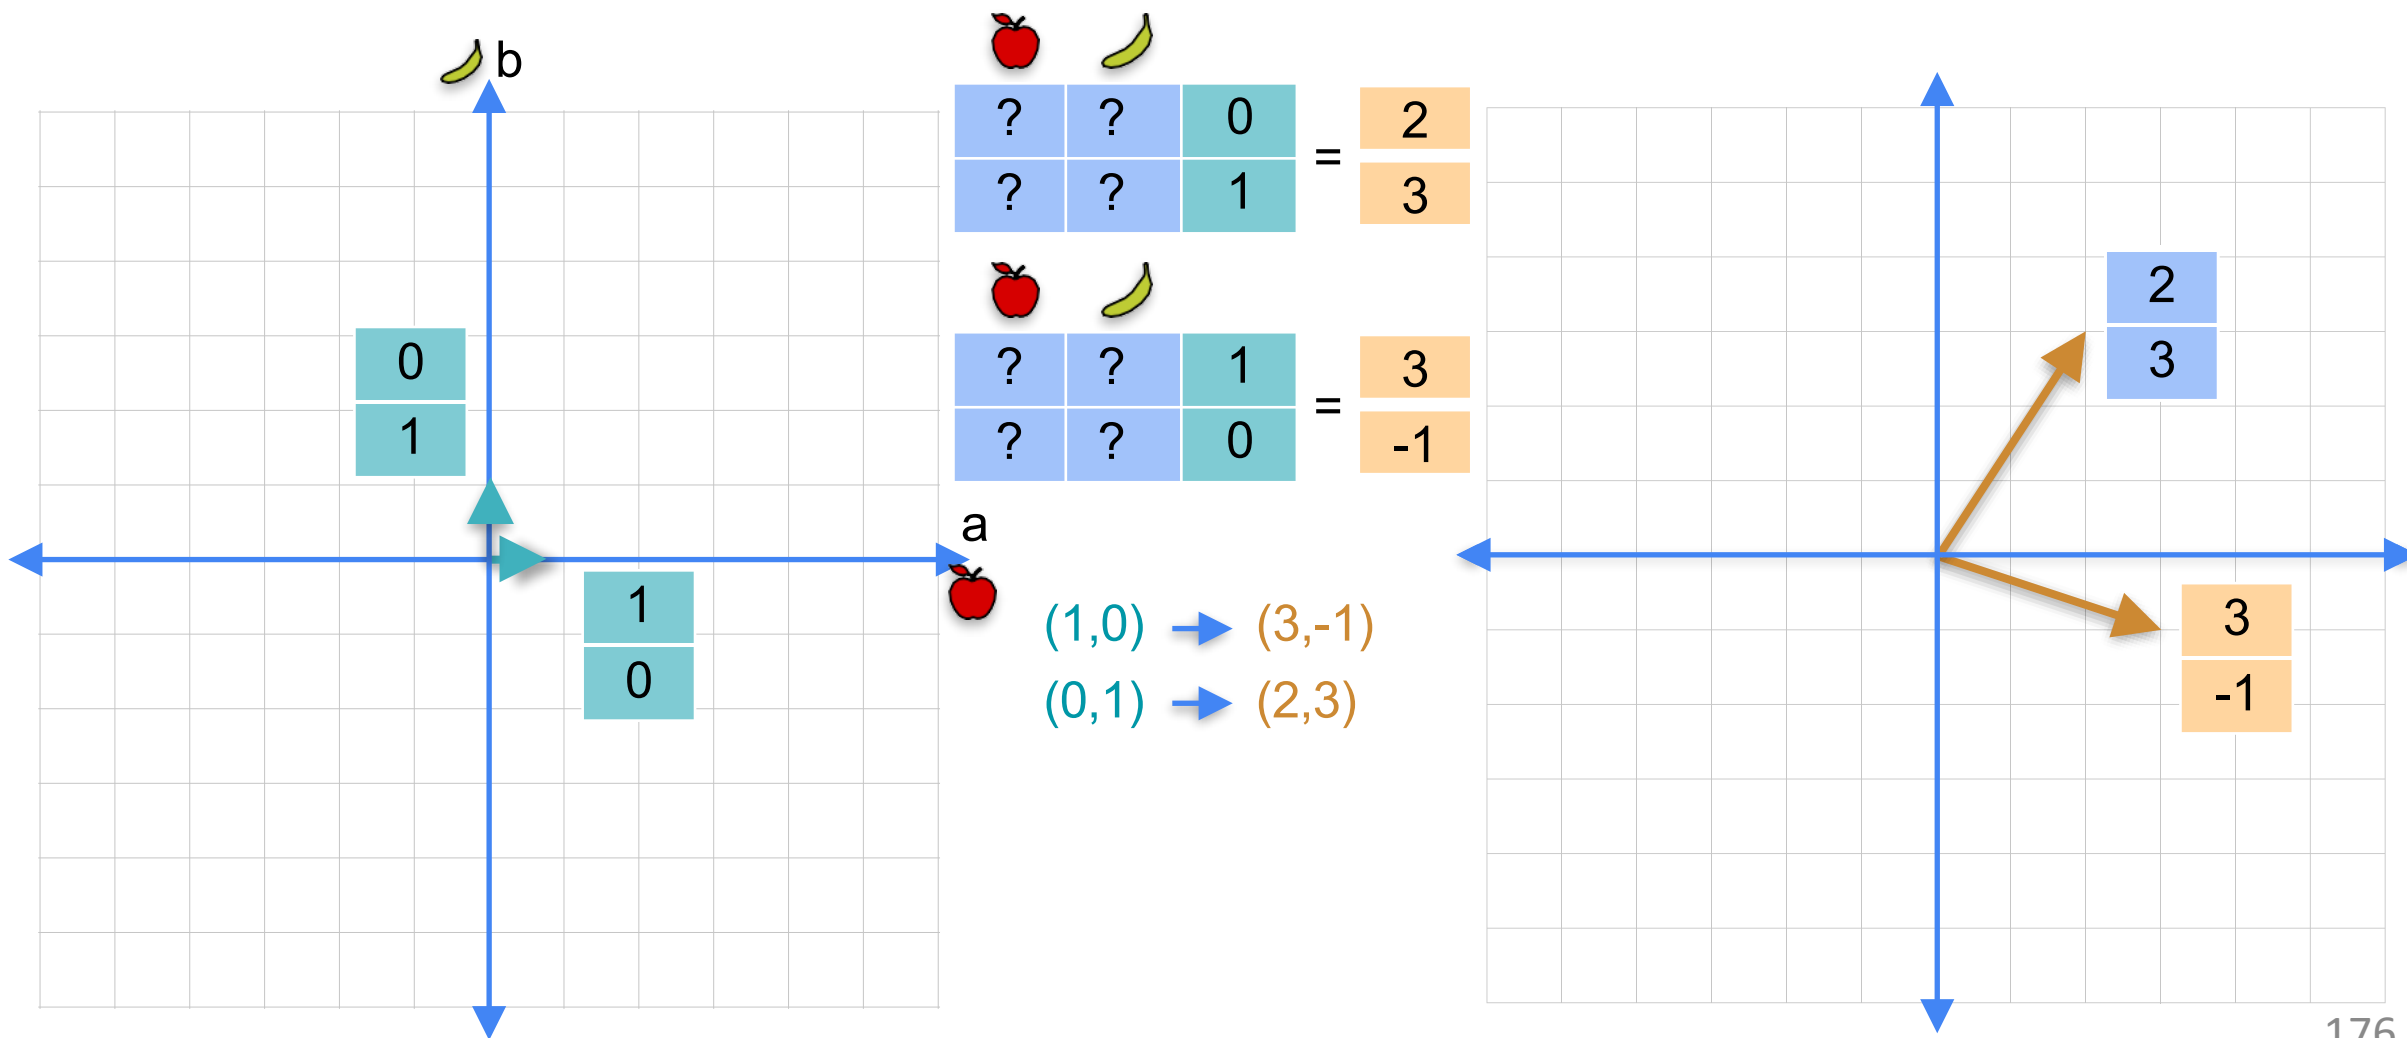 b
? ? 0 = 2
? ? 1 3
? ? 1 = 3
? ? 0 -1
0
1
a
1
0
(1,0) (3,-1)
(0,1) (2,3)
2
3
3
-1
176